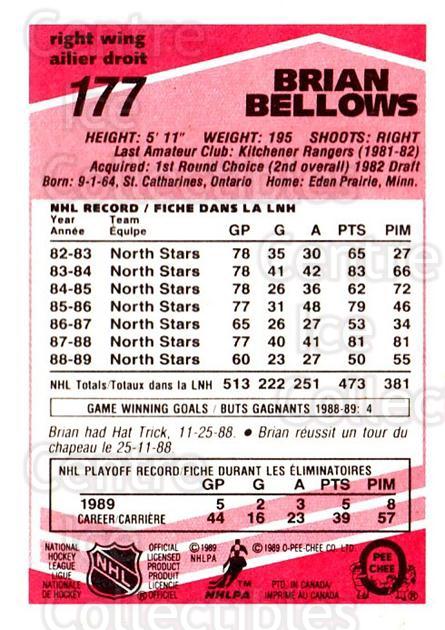 right wing
ailier droit
177
BRIAN
BELLOWS
HEIGHT: 5' 11" WEIGHT: 195 SHOOTS: RIGHT
Last Amateur Club: Kitchener Rangers (1981-82)
Acquired: 1st Round Choice (2nd overall) 1982 Draft
Born: 9-1-64, St. Catharines, Ontario Home: Eden Prairie, Minn.
NHL RECORD / FICHE DANS LA LNH
Year Team
Année Équipe GP G A PTS PIM
82-83 North Stars 78 35 30 65 27
83-84 North Stars 78 41 42 83 66
84-85 North Stars 78 26 36 62 72
85-86 North Stars 77 31 48 79 46
86-87 North Stars 65 26 27 53 34
87-88 North Stars 77 40 41 81 81
88-89 North Stars 60 23 27 50 55
NHL Totals/Totaux dans la LNH 513 222 251 473 381
GAME WINNING GOALS / BUTS GAGNANTS 1988-89: 4
Brian had Hat Trick, 11-25-88. • Brian réussit un tour du
chapeau le 25-11-88.
NHL PLAYOFF RECORD/FICHE DURANT LES ÉLIMINATOIRES
GP G A PTS PIM
1989 5 2 3 5 8
CAREER/CARRIÈRE 44 16 23 39 57
NATIONAL
HOCKEY
LEAGUE
LIGUE
NATIONALE
DE HOCKEY
NHL
®
OFFICIAL
LICENSED
PRODUCT
PRODUIT
OFFICIEL
LICENCIÉ
©1989
NHLPA
TM
NHLPA
©1989 O-PEE-CHEE CO. LTD.
PTD. IN CANADA/
IMPRIMÉ AU CANADA
O
PEE
CHEE
®
Centre
Ice
Collectibles